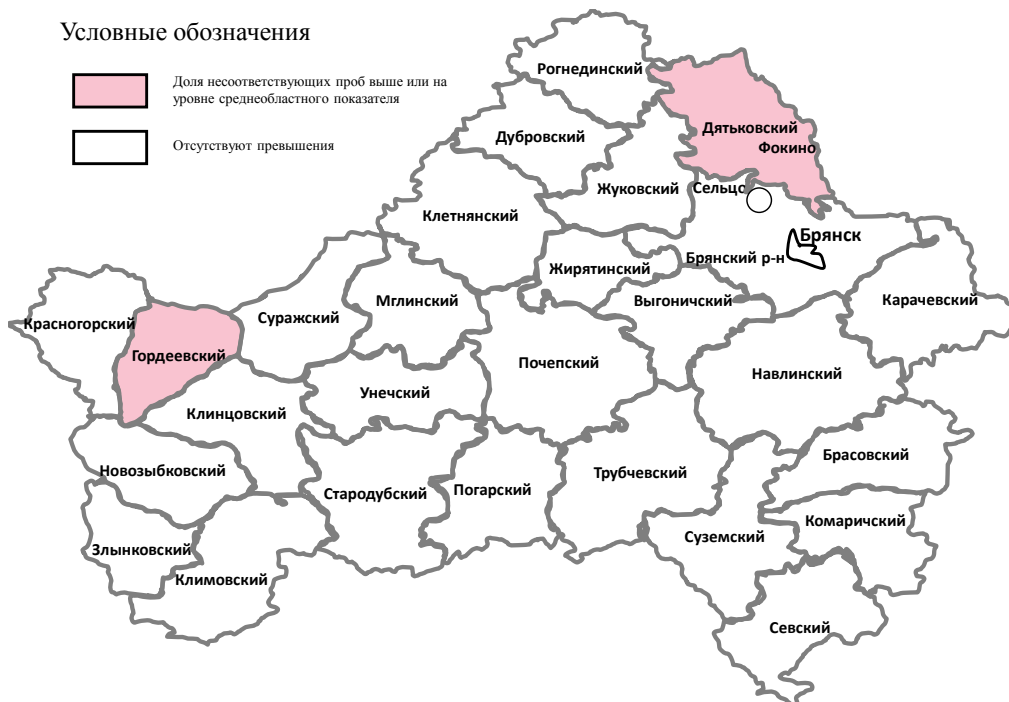 Условные обозначения
Доля несоответствующих проб выше или на
уровне среднеобластного показателя
Отсутствуют превышения
Рогнединский
Дятьковский
Фокино
Дубровский
Жуковский
Сельцо
Клетнянский
Брянск
Брянский р-н
Жирятинский
Выгоничский
Карачевский
Мглинский
Суражский
Красногорский
Гордеевский
Почепский
Навлинский
Унечский
Клинцовский
Брасовский
Новозыбковский
Трубчевский
Стародубский
Погарский
Комаричский
Суземский
Злынковский
Климовский
Севский